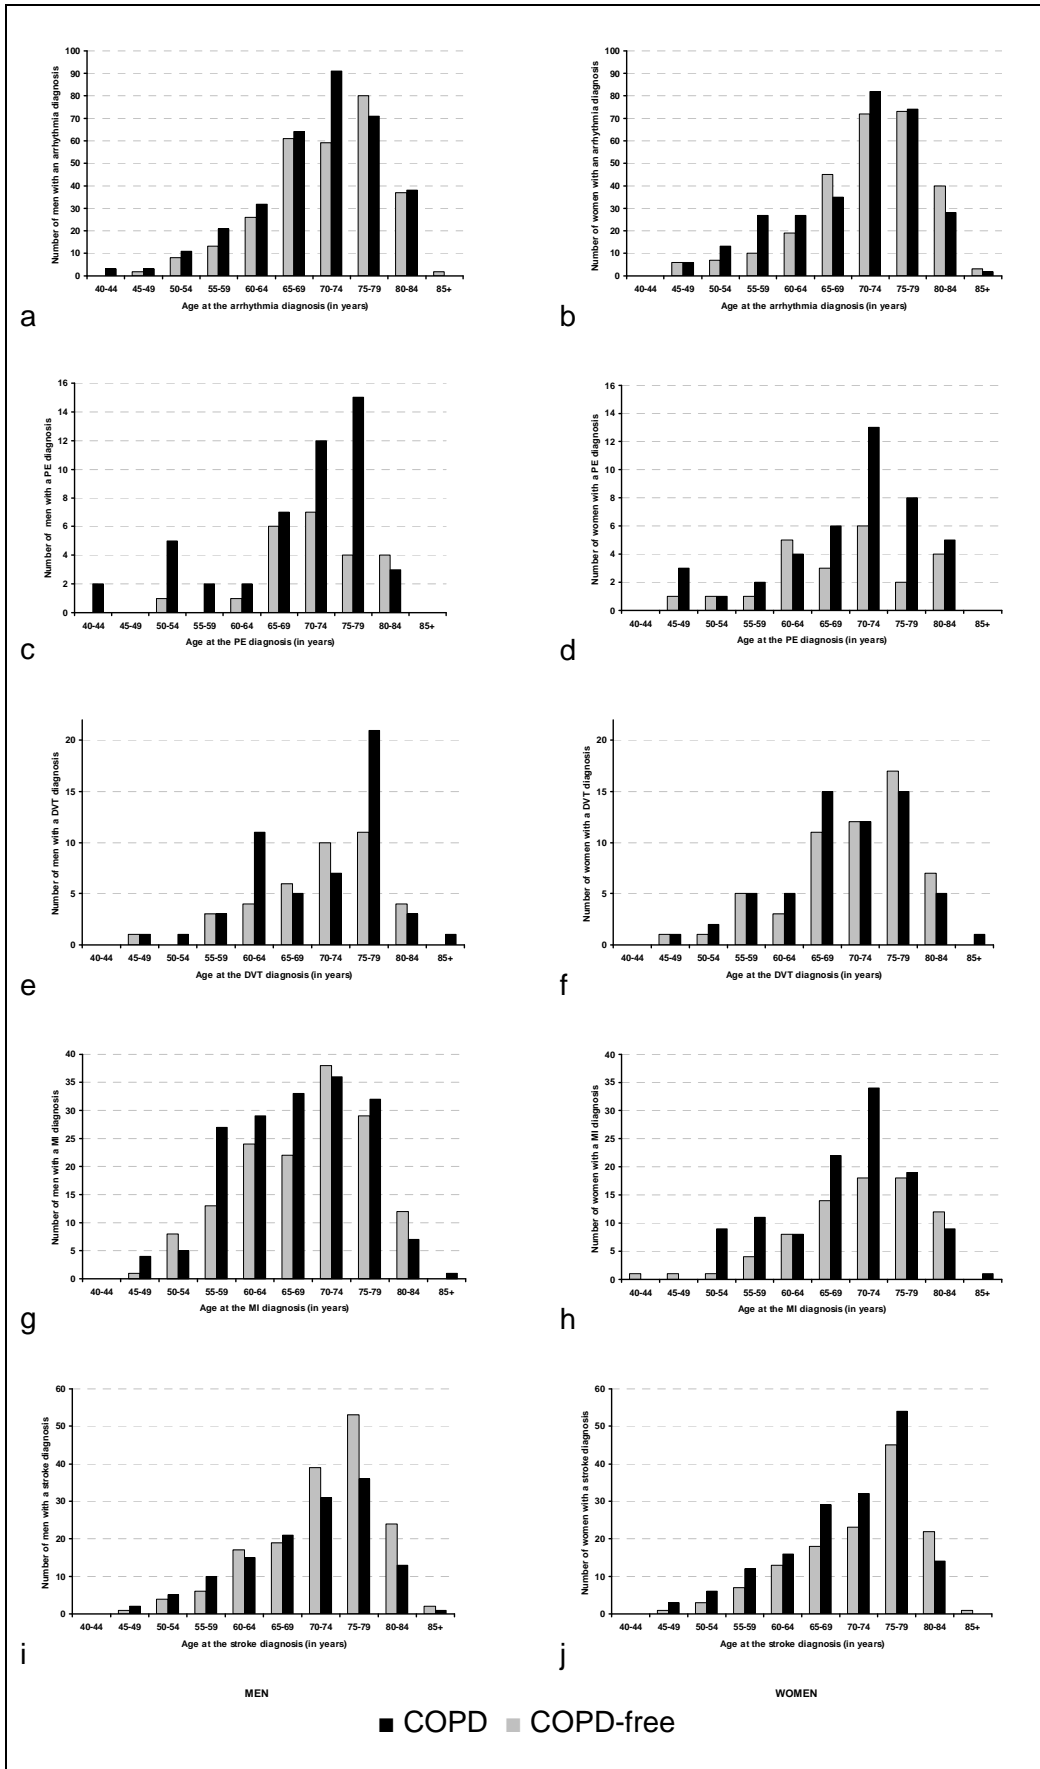 Number of men with an arrhythmia diagnosis
100
90
80
70
60
50
40
30
20
10
0
40-44 45-49 50-54 55-59 60-64 65-69 70-74 75-79 80-84 85+
Age at the arrhythmia diagnosis (in years)
a
Number of women with an arrhythmia diagnosis
100
90
80
70
60
50
40
30
20
10
0
40-44 45-49 50-54 55-59 60-64 65-69 70-74 75-79 80-84 85+
Age at the arrhythmia diagnosis (in years)
b
Number of men with a PE diagnosis
16
14
12
10
8
6
4
2
0
40-44 45-49 50-54 55-59 60-64 65-69 70-74 75-79 80-84 85+
Age at the PE diagnosis (in years)
c
Number of women with a PE diagnosis
16
14
12
10
8
6
4
2
0
40-44 45-49 50-54 55-59 60-64 65-69 70-74 75-79 80-84 85+
Age at the PE diagnosis (in years)
d
Number of men with a DVT diagnosis
20
15
10
5
0
40-44 45-49 50-54 55-59 60-64 65-69 70-74 75-79 80-84 85+
Age at the DVT diagnosis (in years)
e
Number of women with a DVT diagnosis
20
15
10
5
0
40-44 45-49 50-54 55-59 60-64 65-69 70-74 75-79 80-84 85+
Age at the DVT diagnosis (in years)
f
Number of men with a MI diagnosis
40
35
30
25
20
15
10
5
0
40-44 45-49 50-54 55-59 60-64 65-69 70-74 75-79 80-84 85+
Age at the MI diagnosis (in years)
g
Number of women with a MI diagnosis
40
35
30
25
20
15
10
5
0
40-44 45-49 50-54 55-59 60-64 65-69 70-74 75-79 80-84 85+
Age at the MI diagnosis (in years)
h
Number of men with a stroke diagnosis
60
50
40
30
20
10
0
40-44 45-49 50-54 55-59 60-64 65-69 70-74 75-79 80-84 85+
Age at the stroke diagnosis (in years)
i
Number of women with a stroke diagnosis
60
50
40
30
20
10
0
40-44 45-49 50-54 55-59 60-64 65-69 70-74 75-79 80-84 85+
Age at the stroke diagnosis (in years)
j
MEN
WOMEN
COPD COPD-free